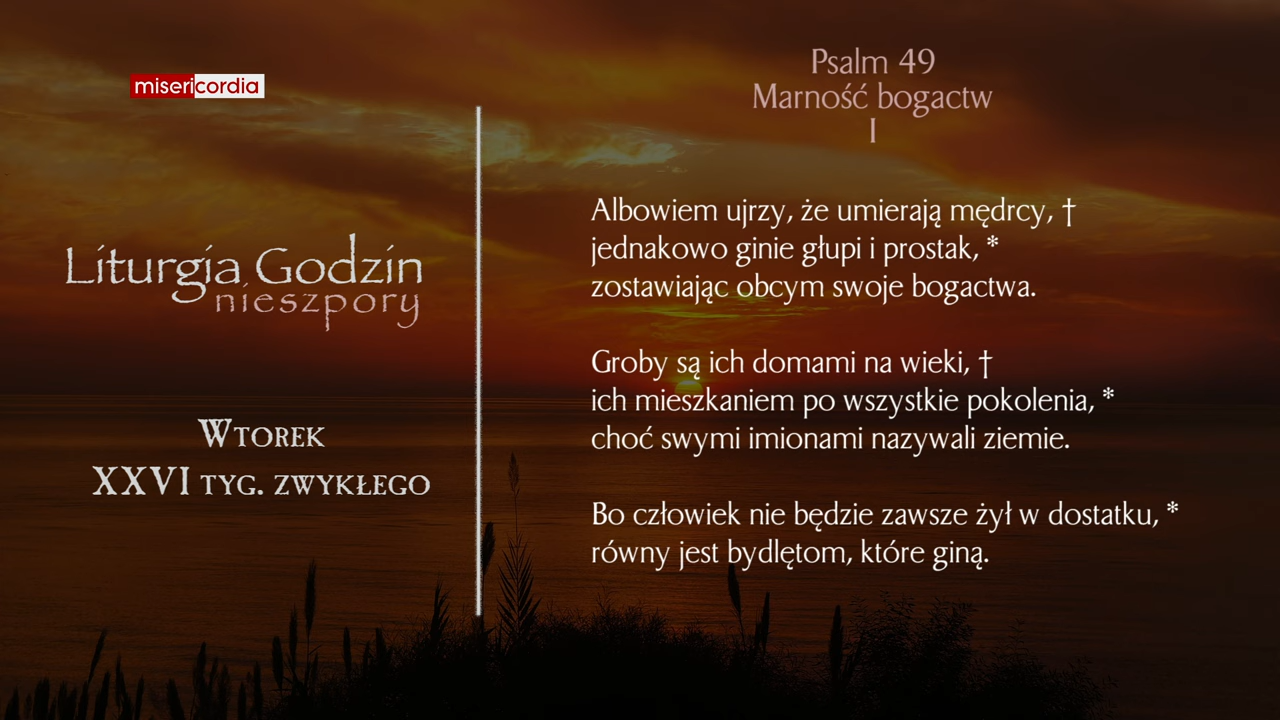 misericordia
Liturgia Godzin
nieszpory
Wtorek
XXVI tyg. zwykłego
Psalm 49
Marność bogactw
I
Albowiem ujrzy, że umierają mędrcy, †
jednakowo ginie głupi i prostak, *
zostawiając obcym swoje bogactwa.
Groby są ich domami na wieki, †
ich mieszkaniem po wszystkie pokolenia, *
choć swymi imionami nazywali ziemie.
Bo człowiek nie będzie zawsze żył w dostatku, *
równy jest bydlętom, które giną.